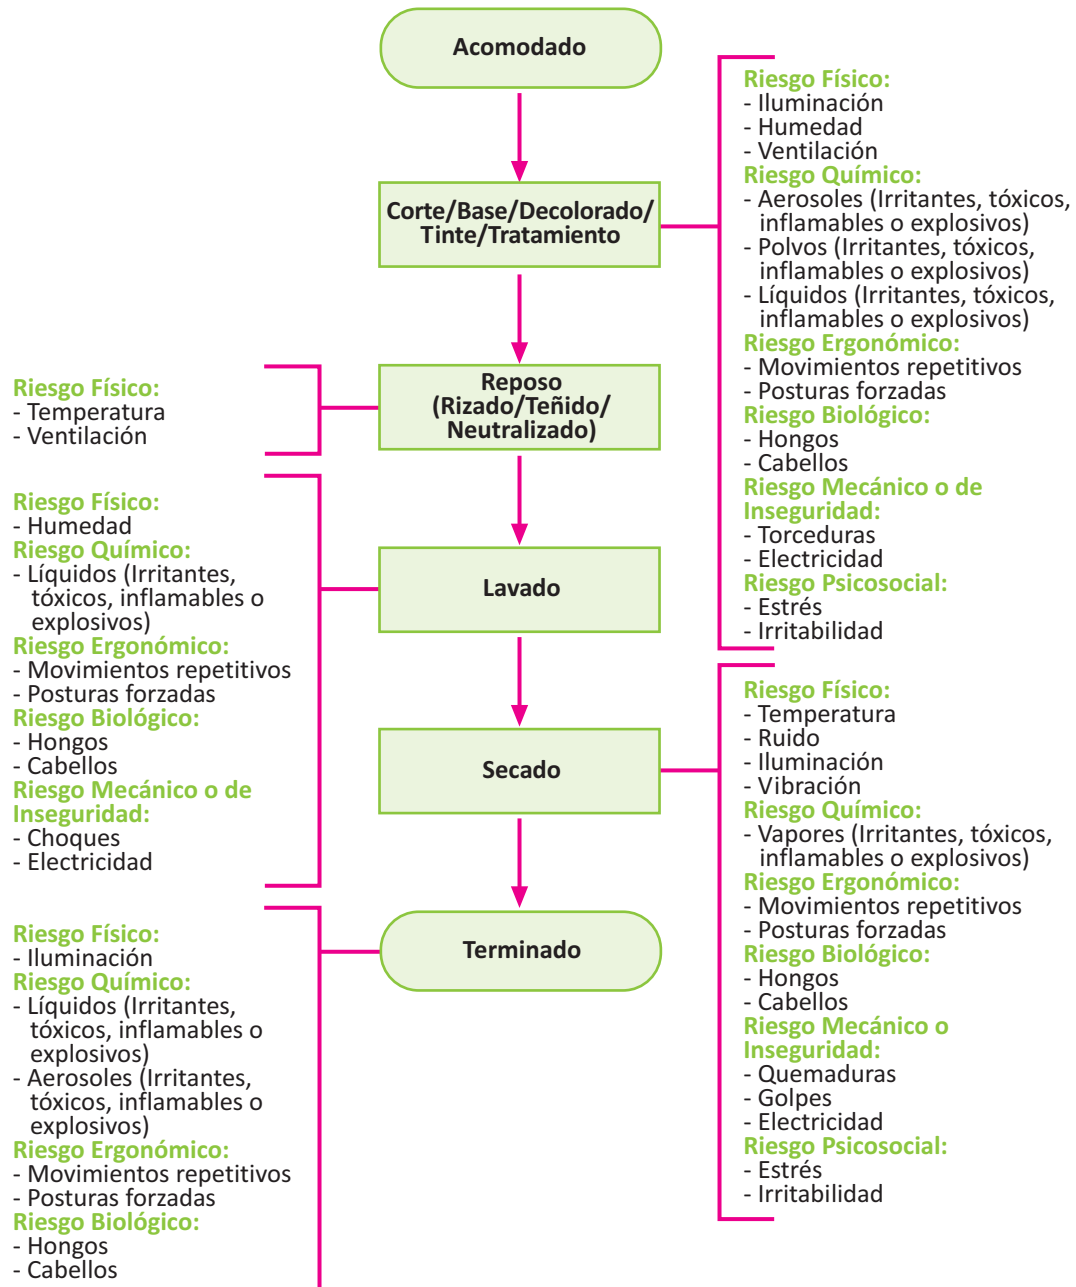 Acomodado
Riesgo Físico:
- Iluminación
- Humedad
- Ventilación
Riesgo Químico:
- Aerosoles (Irritantes, tóxicos,
inflamables o explosivos)
- Polvos (Irritantes, tóxicos,
inflamables o explosivos)
- Líquidos (Irritantes, tóxicos,
inflamables o explosivos)
Riesgo Ergonómico:
- Movimientos repetitivos
- Posturas forzadas
Riesgo Biológico:
- Hongos
- Cabellos
Riesgo Mecánico o de
Inseguridad:
- Torceduras
- Electricidad
Riesgo Psicosocial:
- Estrés
- Irritabilidad
Corte/Base/Decolorado/
Tinte/Tratamiento
Reposo
(Rizado/Teñido/
Neutralizado)
Riesgo Físico:
- Temperatura
- Ventilación
Lavado
Riesgo Físico:
- Humedad
Riesgo Químico:
- Líquidos (Irritantes,
tóxicos, inflamables o
explosivos)
Riesgo Ergonómico:
- Movimientos repetitivos
- Posturas forzadas
Riesgo Biológico:
- Hongos
- Cabellos
Riesgo Mecánico o de
Inseguridad:
- Choques
- Electricidad
Secado
Riesgo Físico:
- Temperatura
- Ruido
- Iluminación
- Vibración
Riesgo Químico:
- Vapores (Irritantes, tóxicos,
inflamables o explosivos)
Riesgo Ergonómico:
- Movimientos repetitivos
- Posturas forzadas
Riesgo Biológico:
- Hongos
- Cabellos
Riesgo Mecánico o
Inseguridad:
- Quemaduras
- Golpes
- Electricidad
Riesgo Psicosocial:
- Estrés
- Irritabilidad
Terminado
Riesgo Físico:
- Iluminación
Riesgo Químico:
- Líquidos (Irritantes,
tóxicos, inflamables o
explosivos)
- Aerosoles (Irritantes,
tóxicos, inflamables o
explosivos)
Riesgo Ergonómico:
- Movimientos repetitivos
- Posturas forzadas
Riesgo Biológico:
- Hongos
- Cabellos